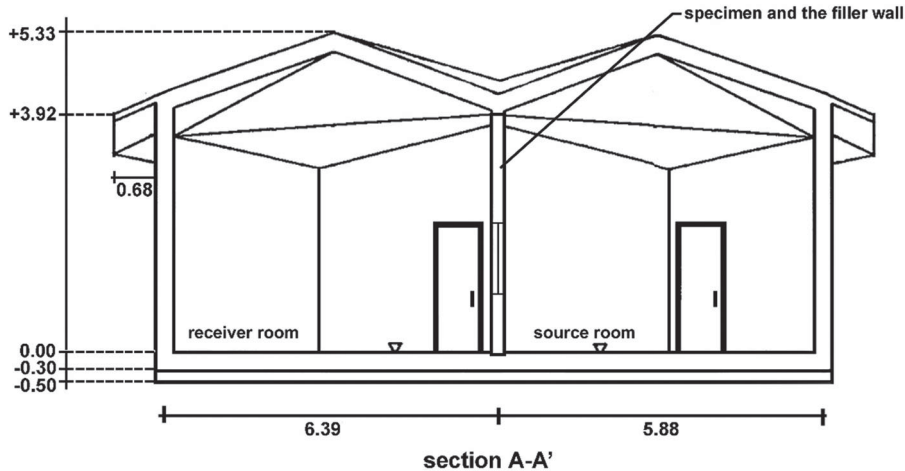 specimen and the filler wall
+5.33
+3.92
0.68
receiver room
source room
0.00
-0.30
-0.50
6.39
5.88
section A-A'